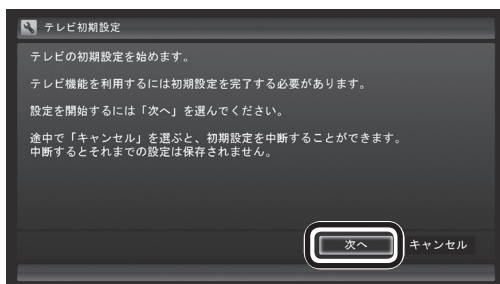 テレビ初期設定
テレビの初期設定を始めます。
テレビ機能を利用するには初期設定を完了する必要があります。
設定を開始するには「次へ」を選んでください。
途中で「キャンセル」を選ぶと、初期設定を中断することができます。
中断するとそれまでの設定は保存されません。
次へ キャンセル